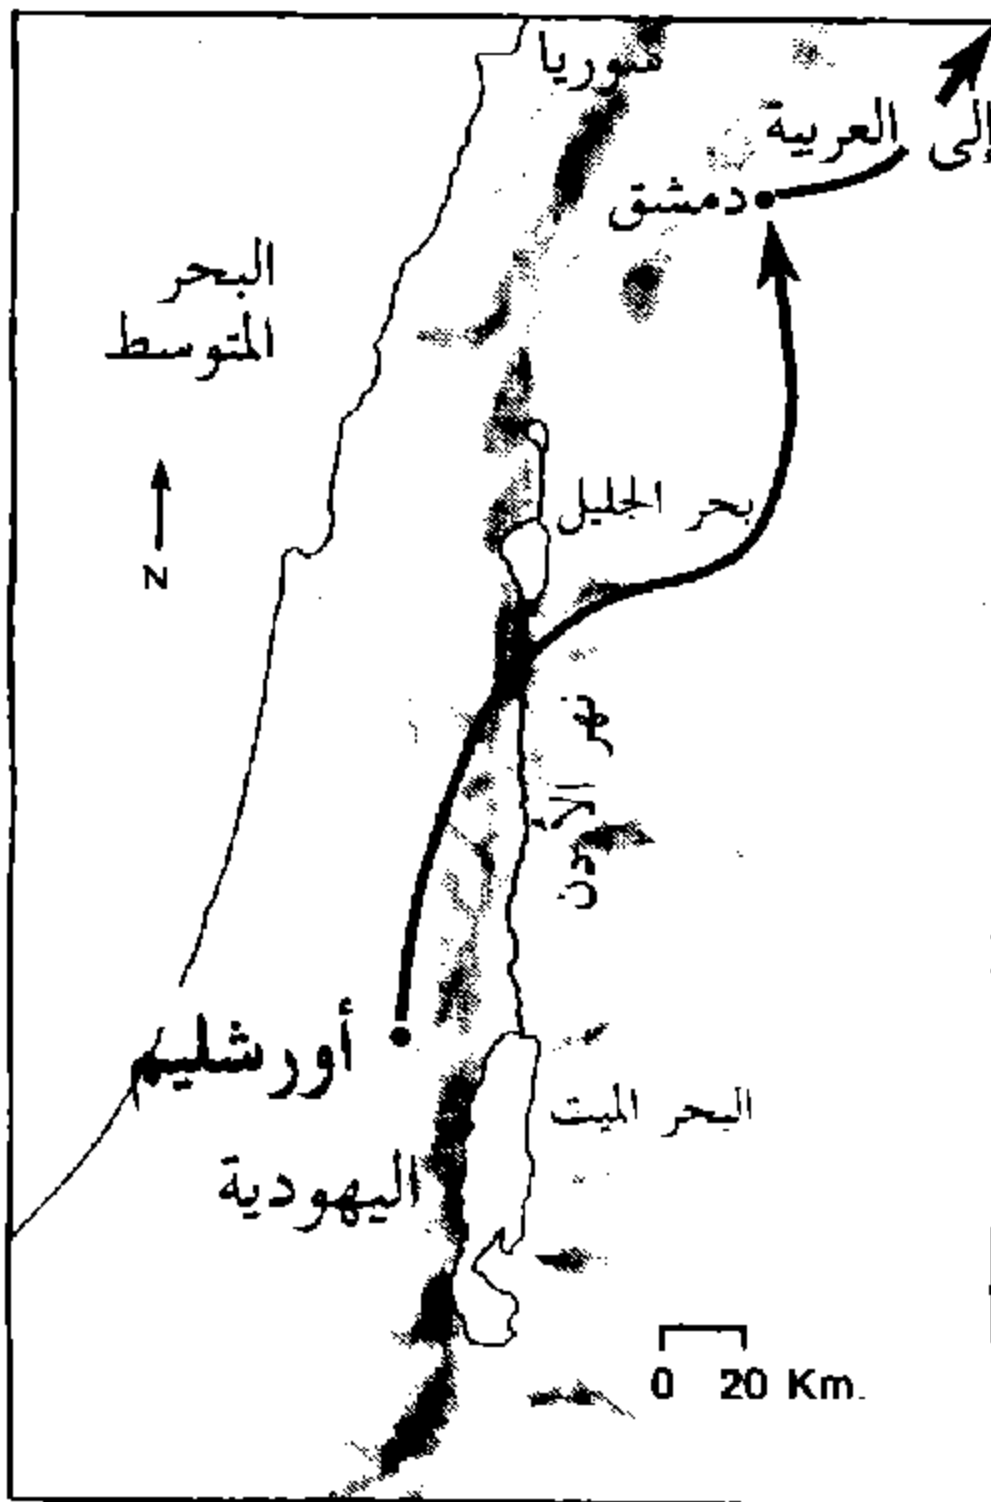 سوريا
إلى العربية
دمشق
البحر
المتوسط
N
بحر الجليل
نهر الأردن
أورشليم
البحر الميت
اليهودية
0 20 Km.